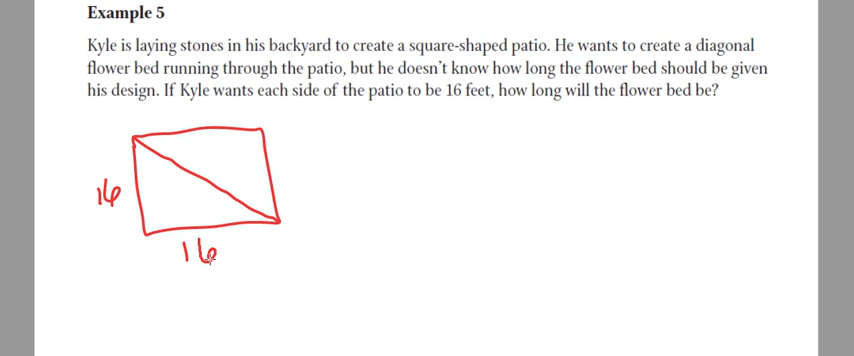 Example 5
Kyle is laying stones in his backyard to create a square-shaped patio. He wants to create a diagonal
flower bed running through the patio, but he doesn’t know how long the flower bed should be given
his design. If Kyle wants each side of the patio to be 16 feet, how long will the flower bed be?
16
16